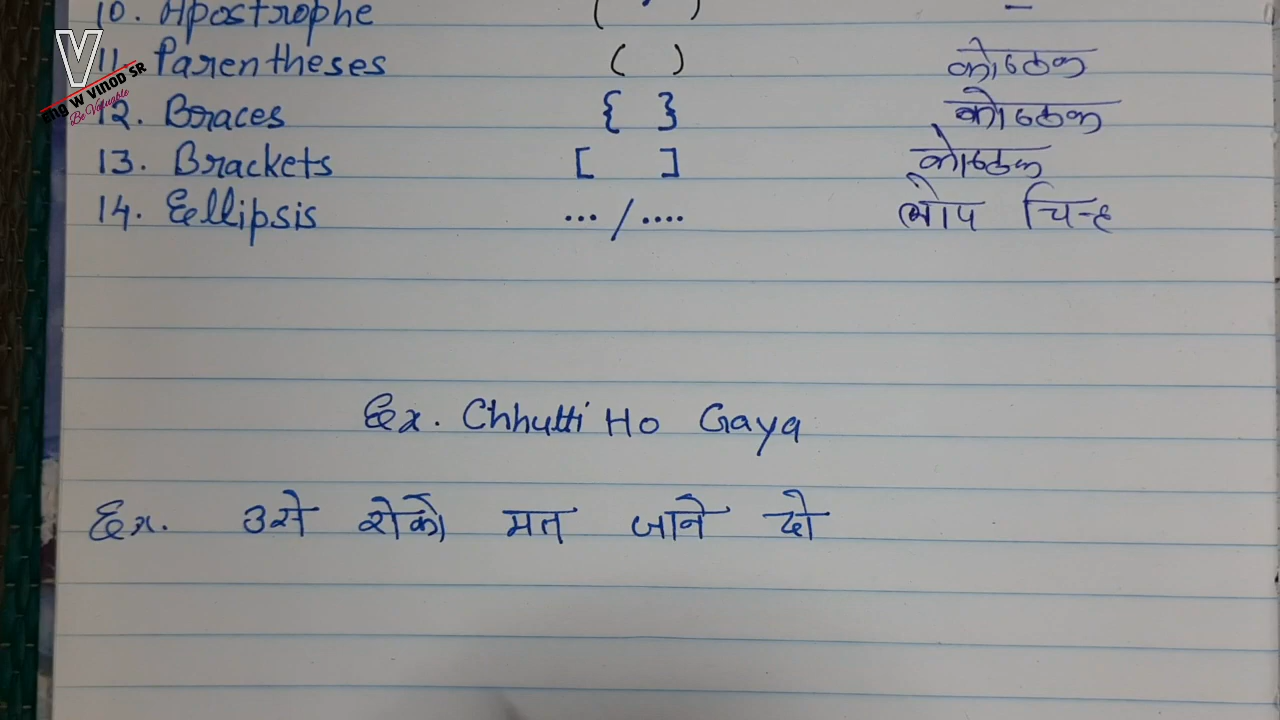 10. Apostrophe ( ' ) –
11. Parentheses ( ) कोष्ठक
12. Braces { } कोष्ठक
13. Brackets [ ] कोष्ठक
14. Ellipsis ... / .... लोप चिन्ह
Ex. Chhutti Ho Gaya
Ex. उसे रोको मत जाने दो
V
Eng W VINOD SR
Be Valuable